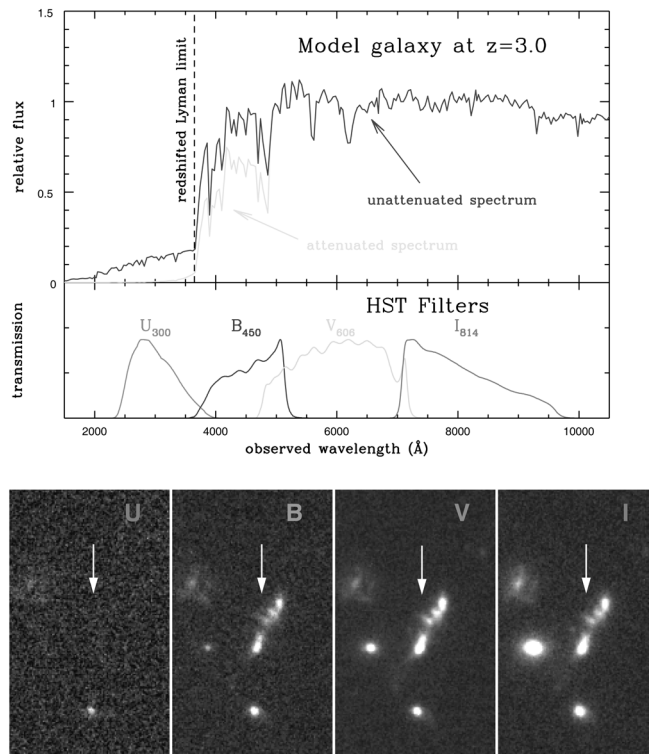 Model galaxy at z=3.0
redshifted Lyman limit
relative flux
1.5
1
0.5
0
unattenuated spectrum
attenuated spectrum
HST Filters
U300
B450
V606
I814
transmission
2000
4000
6000
8000
10000
observed wavelength (Å)
U
B
V
I